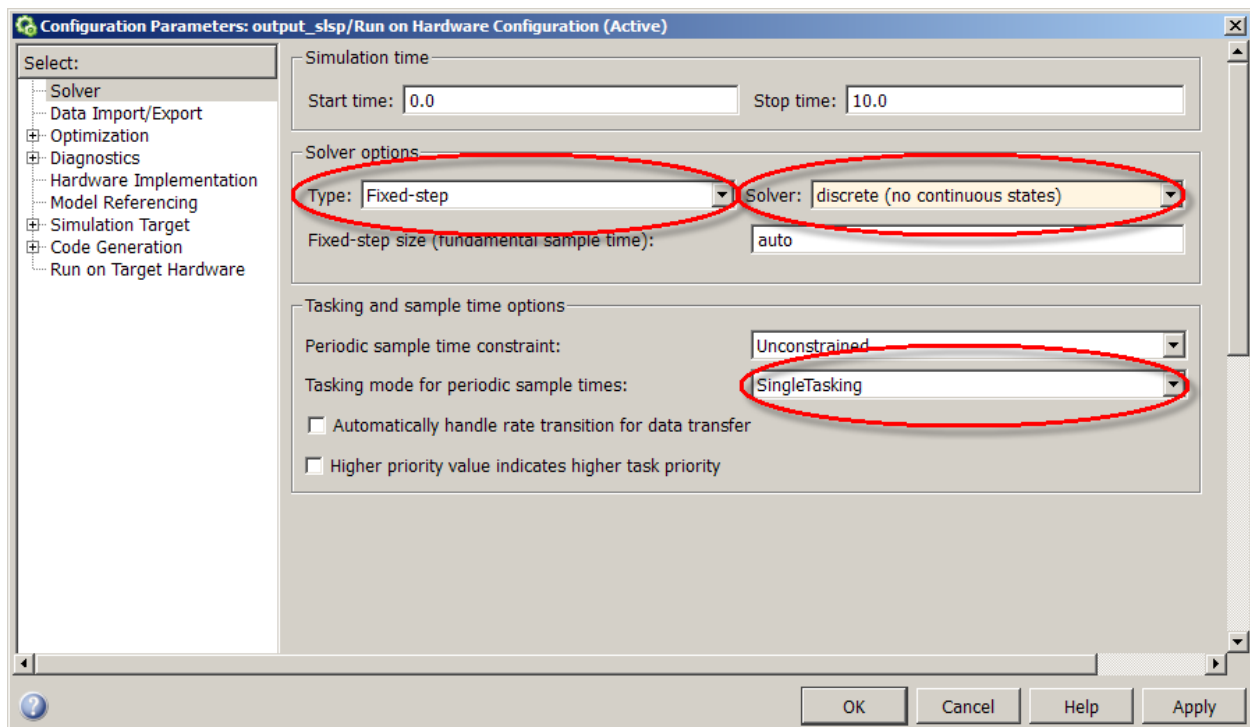 Configuration Parameters: output_slsp/Run on Hardware Configuration (Active)
Select:
Solver
Data Import/Export
Optimization
Diagnostics
Hardware Implementation
Model Referencing
Simulation Target
Code Generation
Run on Target Hardware
Simulation time
Start time: 0.0 Stop time: 10.0
Solver options
Type: Fixed-step Solver: discrete (no continuous states)
Fixed-step size (fundamental sample time): auto
Tasking and sample time options
Periodic sample time constraint: Unconstrained
Tasking mode for periodic sample times: SingleTasking
Automatically handle rate transition for data transfer
Higher priority value indicates higher task priority
OK Cancel Help Apply